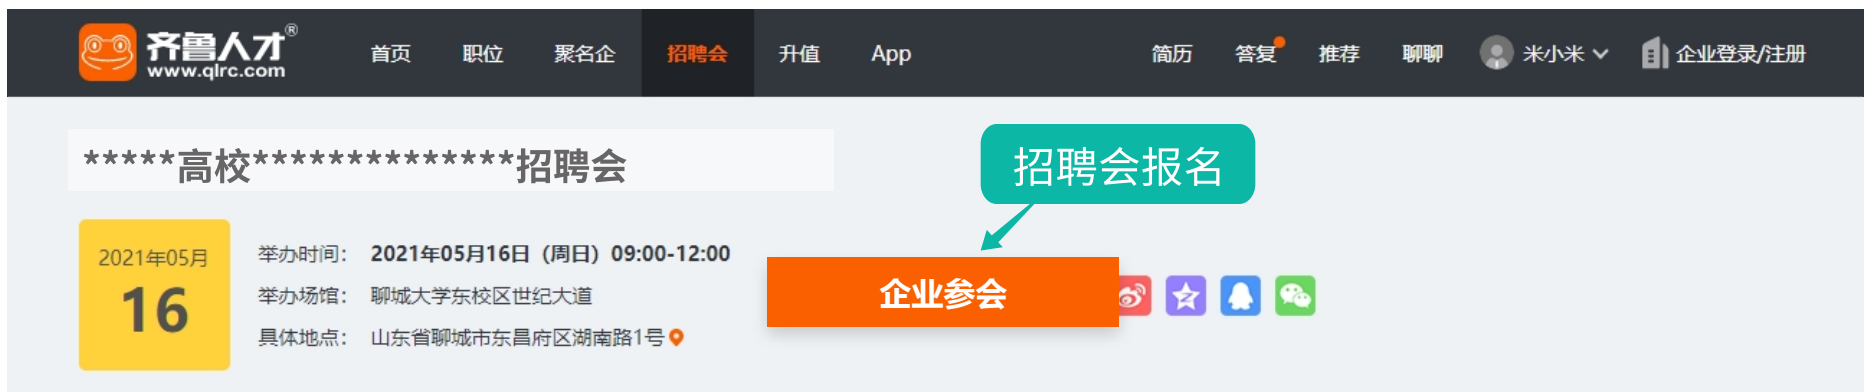 齐鲁人才®
www.qlrc.com
首页 职位 聚名企 招聘会 升值 App 简历 答复 推荐 聊聊 米小米 企业登录/注册
*****高校**************招聘会
招聘会报名
2021年05月
16
举办时间： 2021年05月16日（周日）09:00-12:00
举办场馆： 聊城大学东校区世纪大道
具体地点： 山东省聊城市东昌府区湖南路1号
企业参会